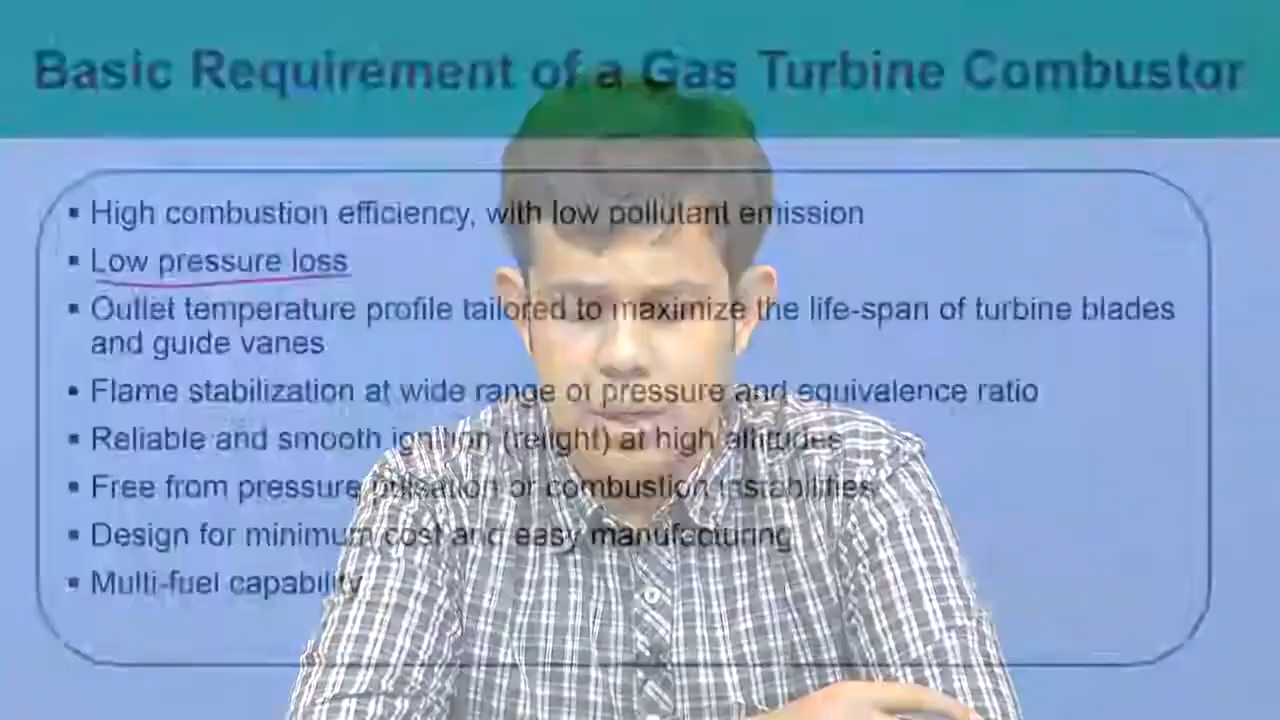 Basic Requirement of a Gas Turbine Combustor
▪ High combustion efficiency, with low pollutant emission
▪ Low pressure loss
▪ Outlet temperature profile tailored to maximize the life-span of turbine blades
and guide vanes
▪ Flame stabilization at wide range of pressure and equivalence ratio
▪ Reliable and smooth ignition (relight) at high altitudes
▪ Free from pressure pulsation or combustion instabilities
▪ Design for minimum cost and easy manufacturing
▪ Multi-fuel capability